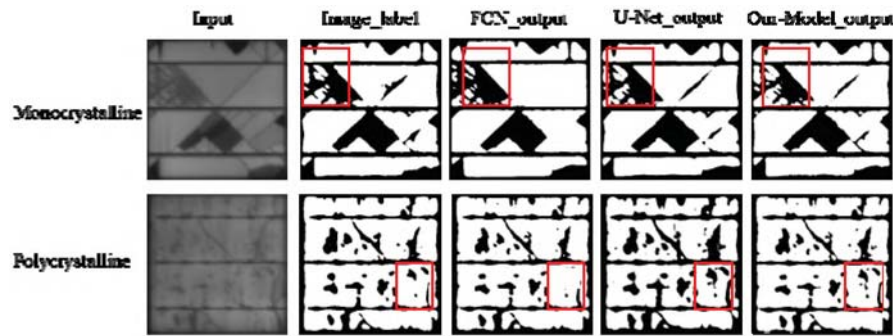 Input Image_label FCN_output U-Net_output Our-Model_output
Monocrystalline
Polycrystalline